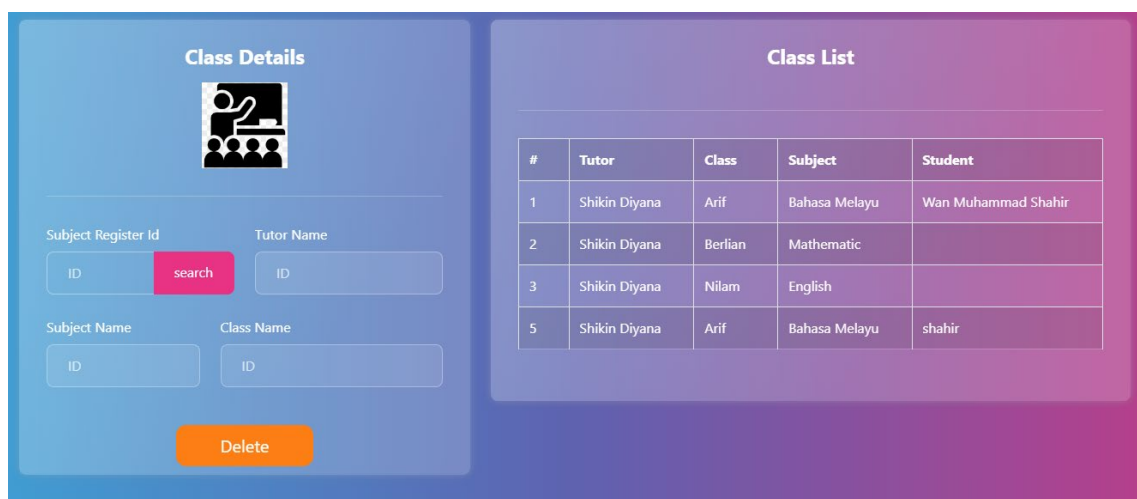 Class Details
Subject Register Id Tutor Name
ID search ID
Subject Name Class Name
ID ID
Delete
Class List
# Tutor Class Subject Student
1 Shikin Diyana Arif Bahasa Melayu Wan Muhammad Shahir
2 Shikin Diyana Berlian Mathematic
3 Shikin Diyana Nilam English
5 Shikin Diyana Arif Bahasa Melayu shahir